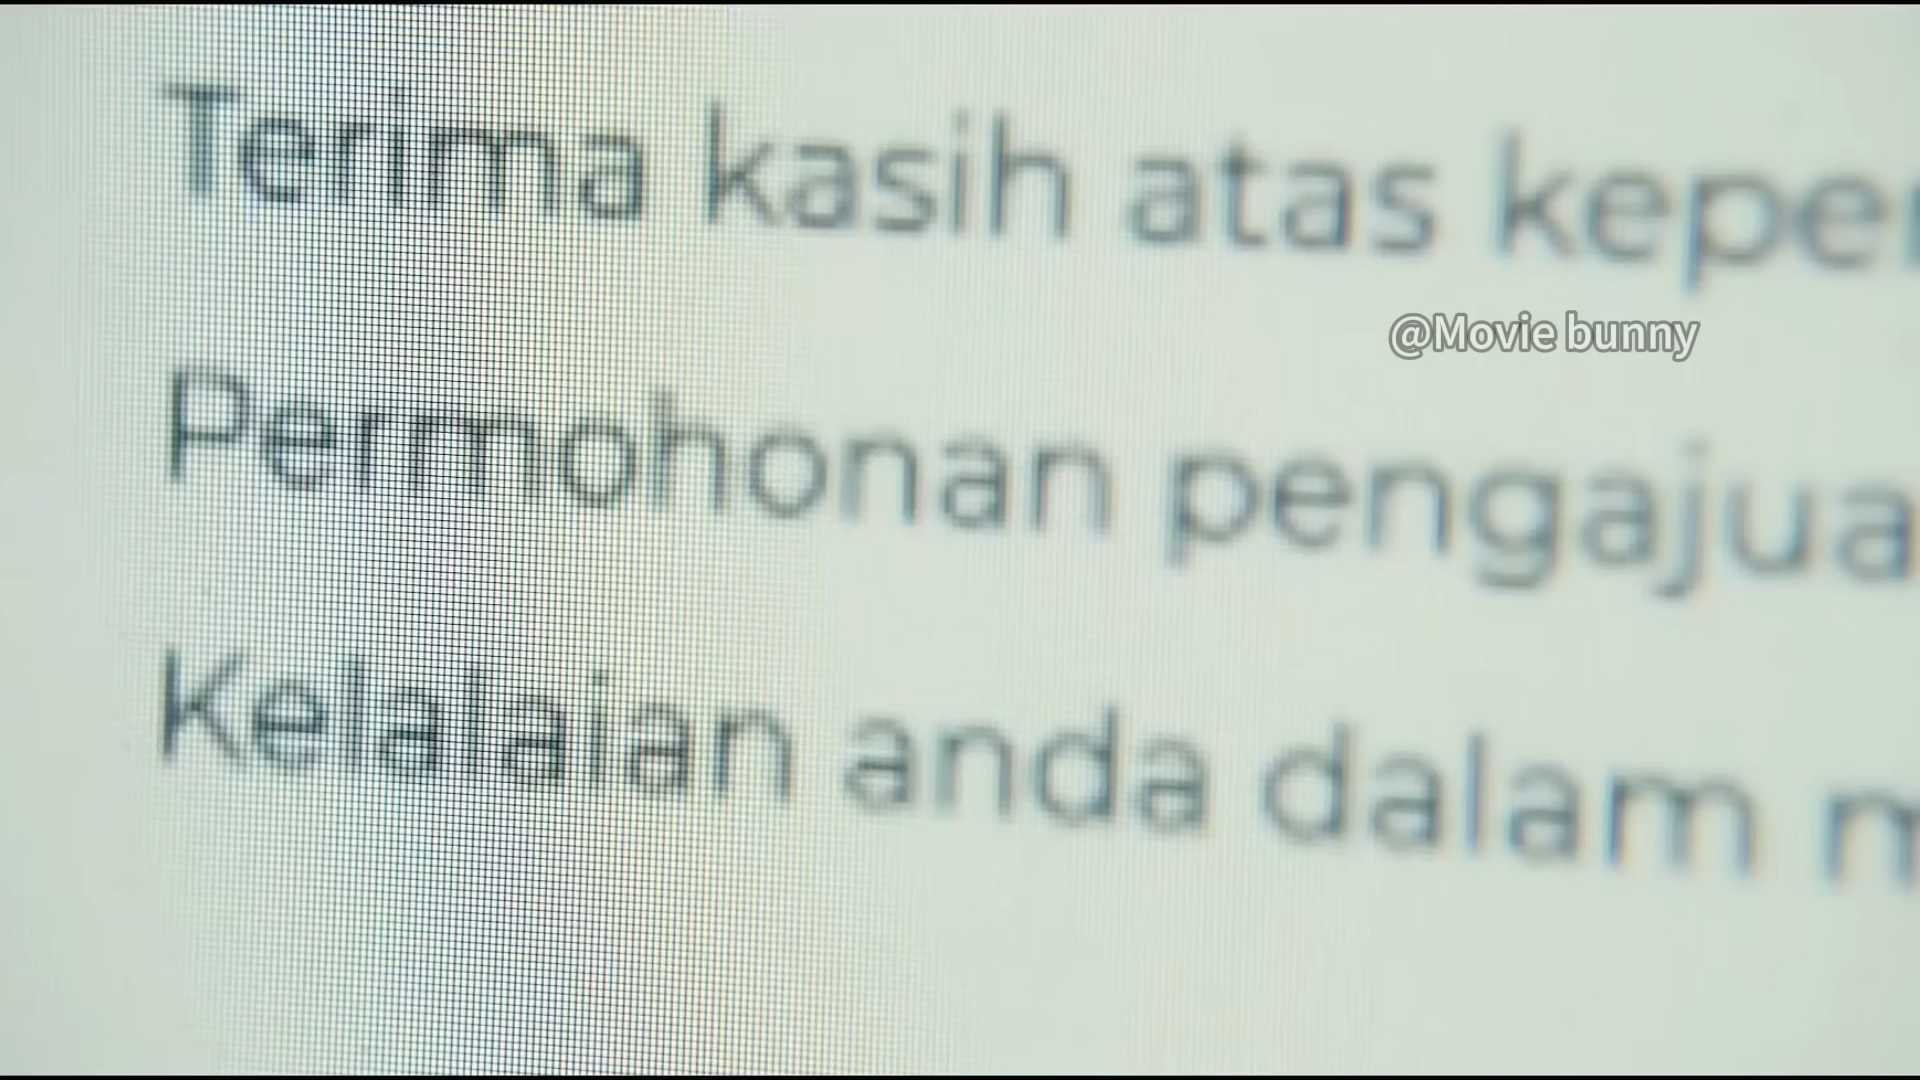 Terima kasih atas keper
@Movie bunny
Permohonan pengajua
Kelalaian anda dalam m